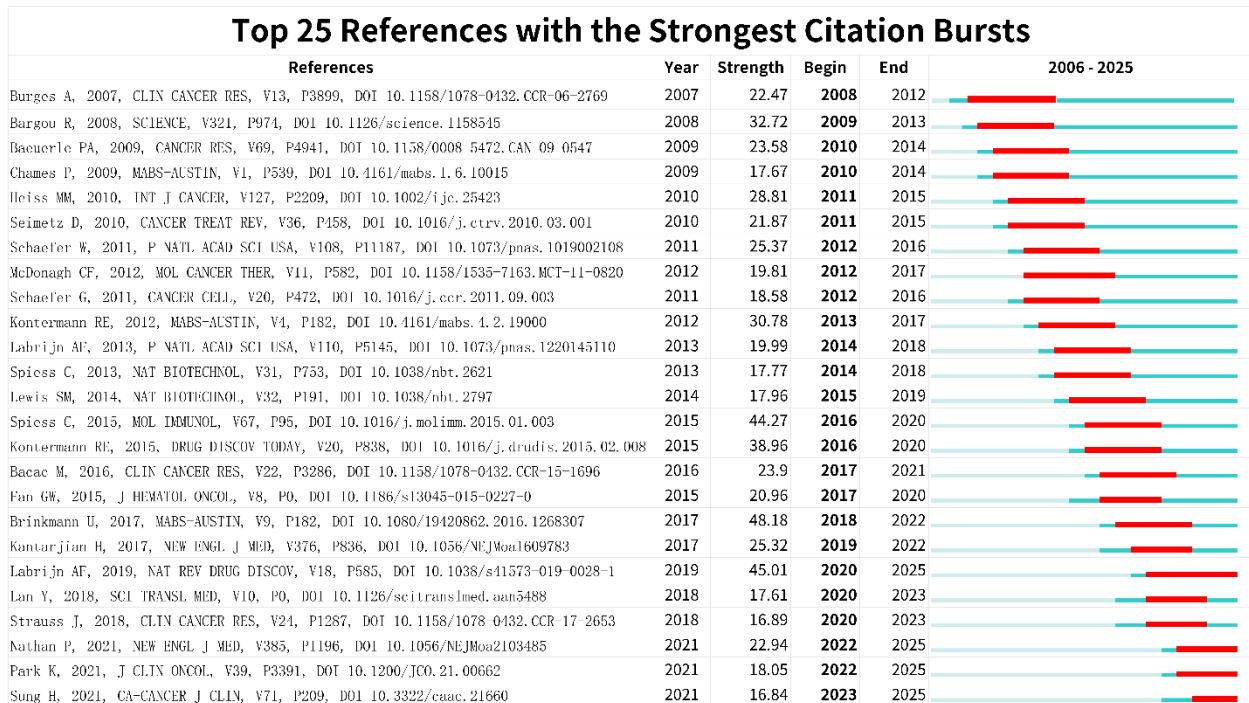 Top 25 References with the Strongest Citation Bursts
References Year Strength Begin End 2006 - 2025
Burges A, 2007, CLIN CANCER RES, V13, P3899, DOI 10.1158/1078-0432.CCR-06-2769 2007 22.47 2008 2012
Bargou R, 2008, SCIENCE, V321, P974, DOI 10.1126/science.1158545 2008 32.72 2009 2013
Baeuerle PA, 2009, CANCER RES, V69, P4941, DOI 10.1158/0008-5472.CAN-09-0547 2009 23.58 2010 2014
Chames P, 2009, MABS-AUSTIN, V1, P539, DOI 10.4161/mabs.1.6.10015 2009 17.67 2010 2014
Heiss MM, 2010, INT J CANCER, V127, P2209, DOI 10.1002/ijc.25423 2010 28.81 2011 2015
Seimetz D, 2010, CANCER TREAT REV, V36, P458, DOI 10.1016/j.ctrv.2010.03.001 2010 21.87 2011 2015
Schaefer W, 2011, P NATL ACAD SCI USA, V108, P11187, DOI 10.1073/pnas.1019002108 2011 25.37 2012 2016
McDonagh CF, 2012, MOL CANCER THER, V11, P582, DOI 10.1158/1535-7163.MCT-11-0820 2012 19.81 2012 2017
Schaefer G, 2011, CANCER CELL, V20, P472, DOI 10.1016/j.ccr.2011.09.003 2011 18.58 2012 2016
Kontermann RE, 2012, MABS-AUSTIN, V4, P182, DOI 10.4161/mabs.4.2.19000 2012 30.78 2013 2017
Labrijn AF, 2013, P NATL ACAD SCI USA, V110, P5145, DOI 10.1073/pnas.1220145110 2013 19.99 2014 2018
Spiess C, 2013, NAT BIOTECHNOL, V31, P753, DOI 10.1038/nbt.2621 2013 17.77 2014 2018
Lewis SM, 2014, NAT BIOTECHNOL, V32, P191, DOI 10.1038/nbt.2797 2014 17.96 2015 2019
Spiess C, 2015, MOL IMMUNOL, V67, P95, DOI 10.1016/j.molimm.2015.01.003 2015 44.27 2016 2020
Kontermann RE, 2015, DRUG DISCOV TODAY, V20, P838, DOI 10.1016/j.drudis.2015.02.008 2015 38.96 2016 2020
Bacac M, 2016, CLIN CANCER RES, V22, P3286, DOI 10.1158/1078-0432.CCR-15-1696 2016 23.9 2017 2021
Fan GW, 2015, J HEMATOL ONCOL, V8, P0, DOI 10.1186/s13045-015-0227-0 2015 20.96 2017 2020
Brinkmann U, 2017, MABS-AUSTIN, V9, P182, DOI 10.1080/19420862.2016.1268307 2017 48.18 2018 2022
Kantarjian H, 2017, NEW ENGL J MED, V376, P836, DOI 10.1056/NEJMoa1609783 2017 25.32 2019 2022
Labrijn AF, 2019, NAT REV DRUG DISCOV, V18, P585, DOI 10.1038/s41573-019-0028-1 2019 45.01 2020 2025
Lan Y, 2018, SCI TRANSL MED, V10, P0, DOI 10.1126/scitranslmed.aan5488 2018 17.61 2020 2023
Strauss J, 2018, CLIN CANCER RES, V24, P1287, DOI 10.1158/1078-0432.CCR-17-2653 2018 16.89 2020 2023
Nathan P, 2021, NEW ENGL J MED, V385, P1196, DOI 10.1056/NEJMoa2103485 2021 22.94 2022 2025
Park K, 2021, J CLIN ONCOL, V39, P3391, DOI 10.1200/JCO.21.00662 2021 18.05 2022 2025
Sung H, 2021, CA-CANCER J CLIN, V71, P209, DOI 10.3322/caac.21660 2021 16.84 2023 2025